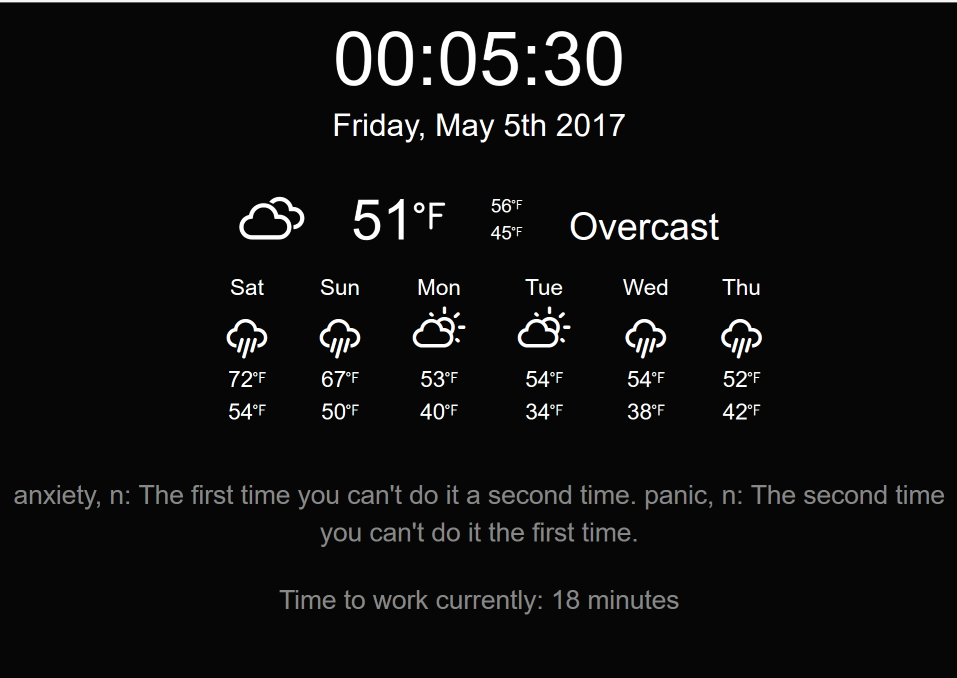 00:05:30
Friday, May 5th 2017
51°F 56°F 45°F Overcast
Sat Sun Mon Tue Wed Thu
72°F 67°F 53°F 54°F 54°F 52°F
54°F 50°F 40°F 34°F 38°F 42°F
anxiety, n: The first time you can't do it a second time. panic, n: The second time
you can't do it the first time.
Time to work currently: 18 minutes